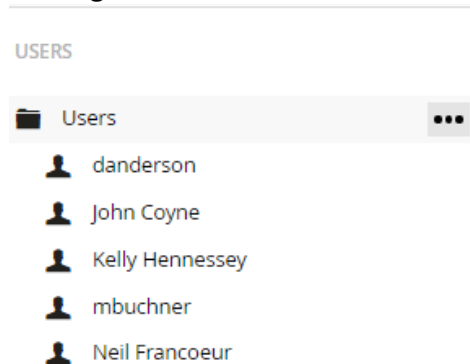 USERS
Users
danderson
John Coyne
Kelly Hennessey
mbuchner
Neil Francoeur